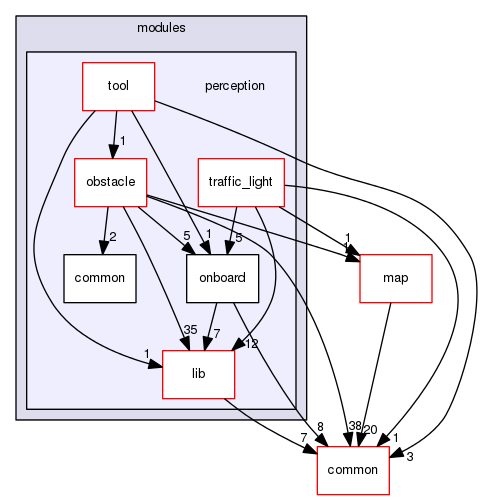 modules
tool
perception
1
obstacle
traffic_light
5
1
5
1
1
2
common
onboard
map
35
7
12
1
lib
8
38
20
7
1
3
common